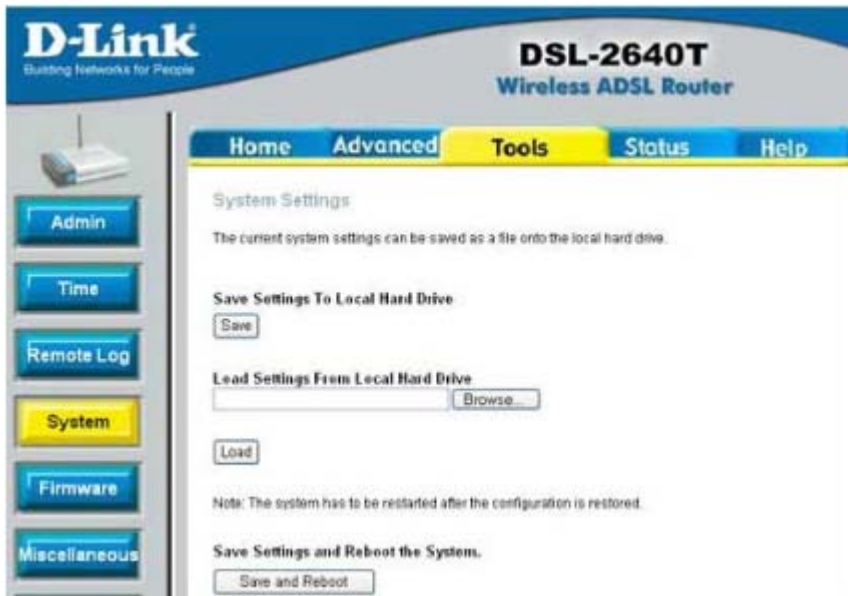 D-Link
Building Networks for People
DSL-2640T
Wireless ADSL Router
Home Advanced Tools Status Help
Admin
Time
Remote Log
System
Firmware
Miscellaneous
System Settings
The current system settings can be saved as a file onto the local hard drive.
Save Settings To Local Hard Drive
Save
Load Settings From Local Hard Drive
Browse...
Load
Note: The system has to be restarted after the configuration is restored.
Save Settings and Reboot the System.
Save and Reboot